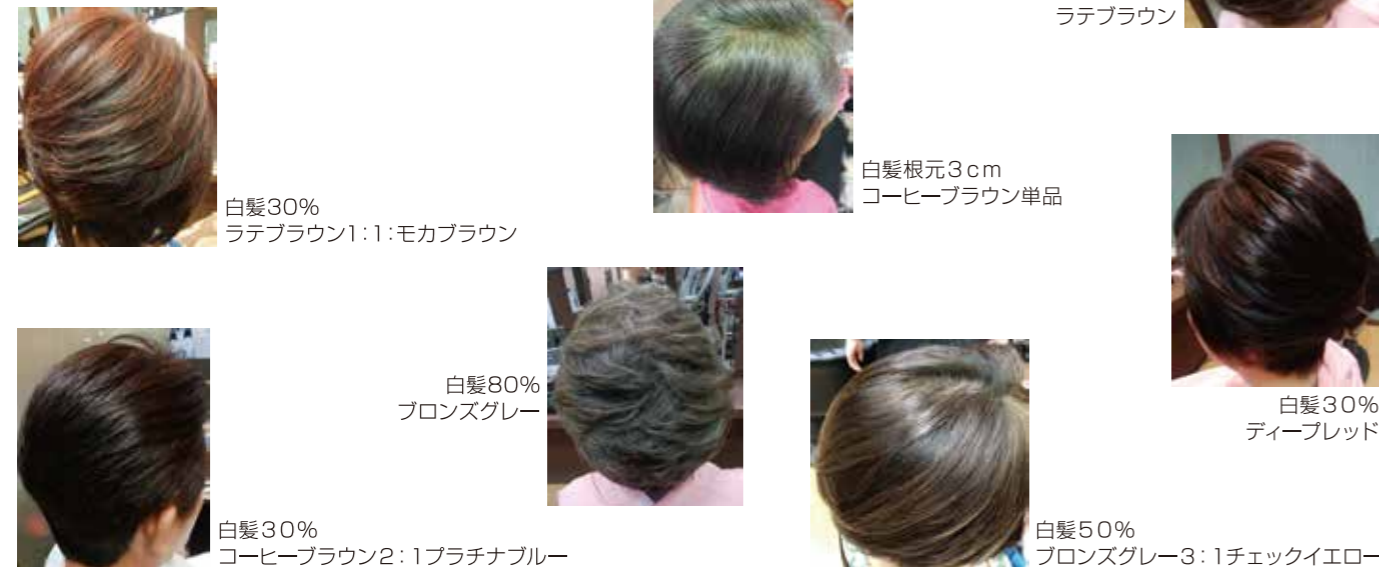 ラテブラウン
白髪根元3cm
コーヒーブラウン単品
白髪30%
ラテブラウン1:1:モカブラウン
白髪80%
ブロンズグレー
白髪30%
ディープレッド
白髪30%
コーヒーブラウン2:1プラチナブルー
白髪50%
ブロンズグレー3:1チェックイエロー